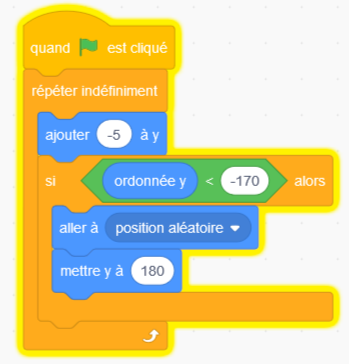 quand est cliqué
répéter indéfiniment
ajouter -5 à y
si ordonnée y < -170 alors
aller à position aléatoire
mettre y à 180